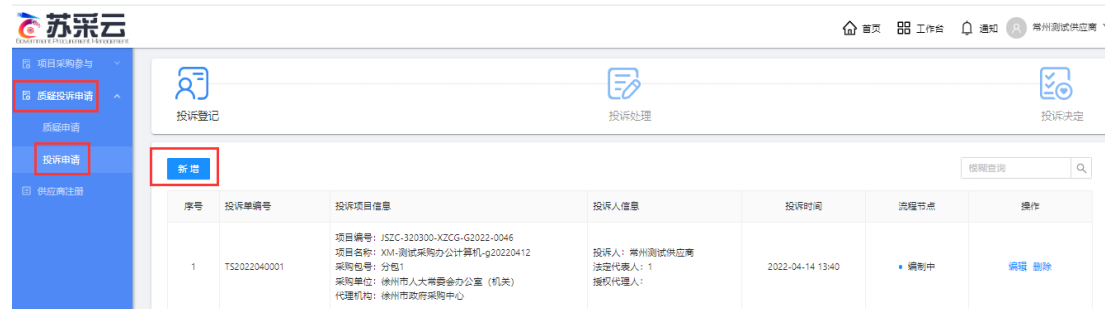 苏采云
Government Procurement Management
首页 工作台 通知 常州测试供应商
项目采购参与
质疑投诉申请
质疑申请
投诉申请
供应商注册
投诉登记 投诉处理 投诉决定
新增 模糊查询
序号 投诉单编号 投诉项目信息 投诉人信息 投诉时间 流程节点 操作
项目编号：JSZC-320300-XZCG-G2022-0046
项目名称：XM-测试采购办公计算机-g20220412
采购包号：分包1
采购单位：徐州市人大常委会办公室（机关）
代理机构：徐州市政府采购中心
1 TS2022040001
投诉人：常州测试供应商
法定代表人：1
授权代理人：
2022-04-14 13:40 编制中 编辑 删除